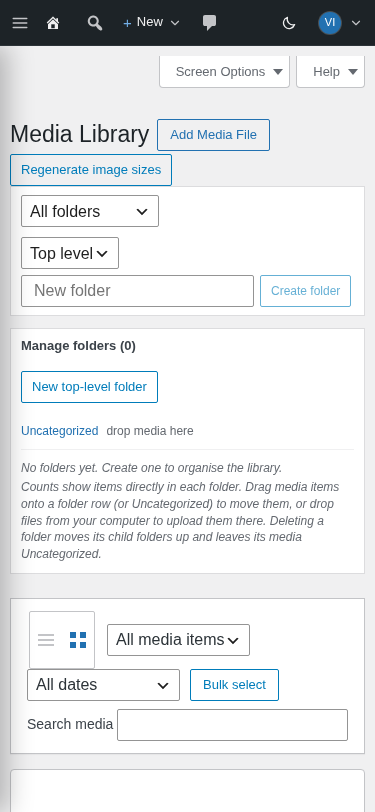 + New
VI
Screen Options
Help
Media Library
Add Media File
Regenerate image sizes
All folders
Top level
New folder
Create folder
Manage folders (0)
New top-level folder
Uncategorized drop media here
No folders yet. Create one to organise the library.
Counts show items directly in each folder. Drag media items
onto a folder row (or Uncategorized) to move them, or drop
files from your computer to upload them there. Deleting a
folder moves its child folders up and leaves its media
Uncategorized.
All media items
All dates
Bulk select
Search media